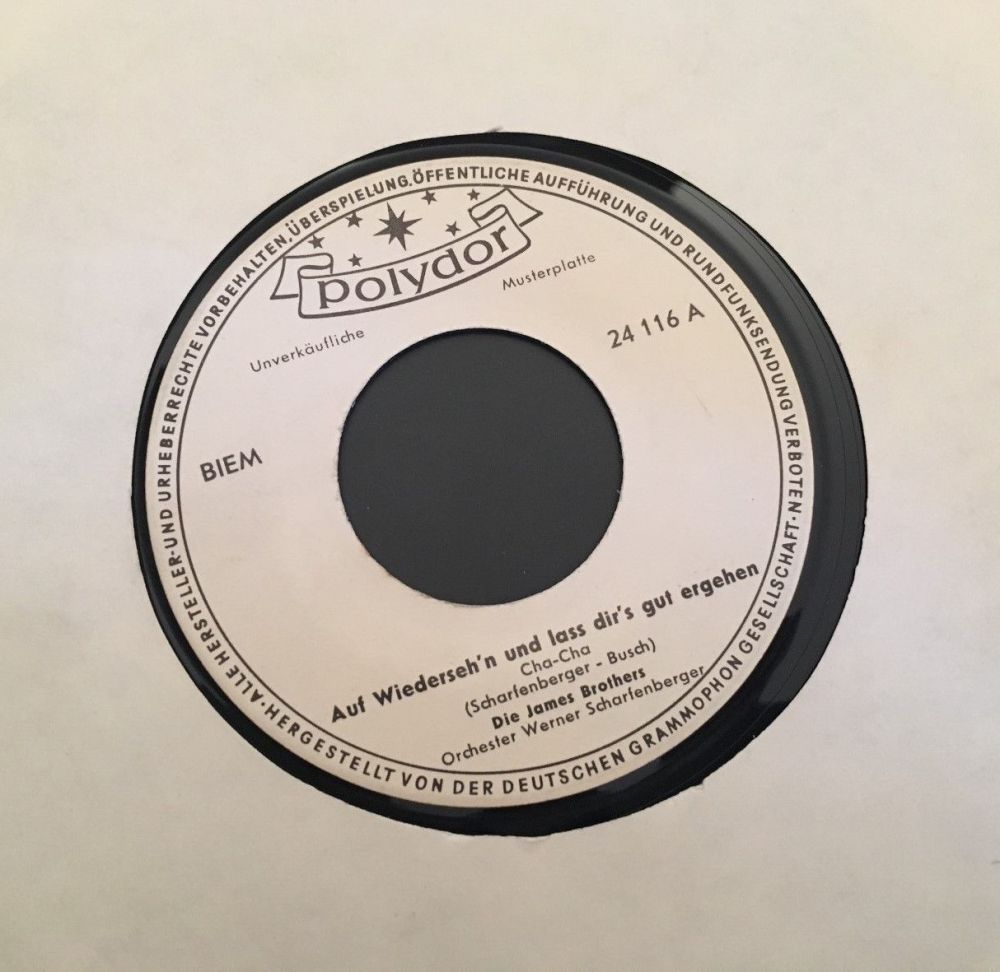 ALLE HERSTELLER-UND URHEBERRECHTE VORBEHALTEN, ÜBERSPIELUNG, ÖFFENTLICHE AUFFÜHRUNG UND RUNDFUNKSENDUNG VERBOTEN·
polydor
Unverkäufliche Musterplatte
24 116 A
BIEM
Auf Wiederseh'n und lass dir's gut ergehen
Cha-Cha
(Scharfenberger - Busch)
Die James Brothers
Orchester Werner Scharfenberger
·HERGESTELLT VON DER DEUTSCHEN GRAMMOPHON GESELLSCHAFT·